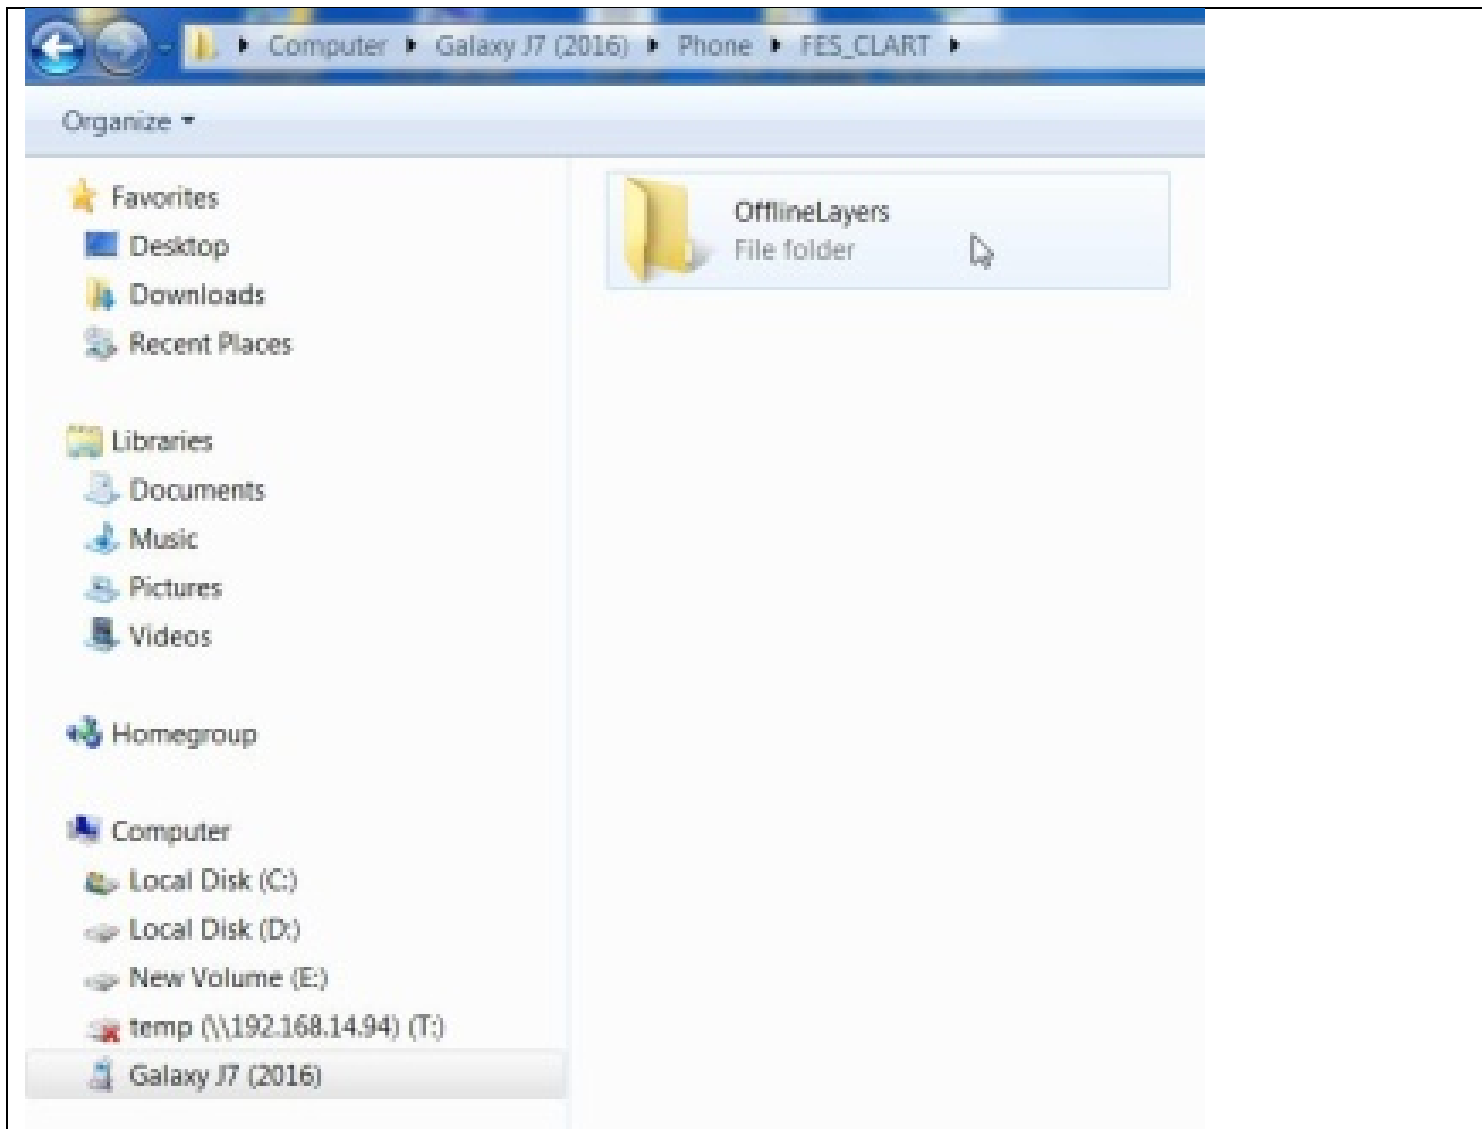 Computer Galaxy J7 (2016) Phone FES_CLART
Organize
Favorites
Desktop
Downloads
Recent Places
Libraries
Documents
Music
Pictures
Videos
Homegroup
Computer
Local Disk (C:)
Local Disk (D:)
New Volume (E:)
temp (\\192.168.14.94) (T:)
Galaxy J7 (2016)
OfflineLayers
File folder